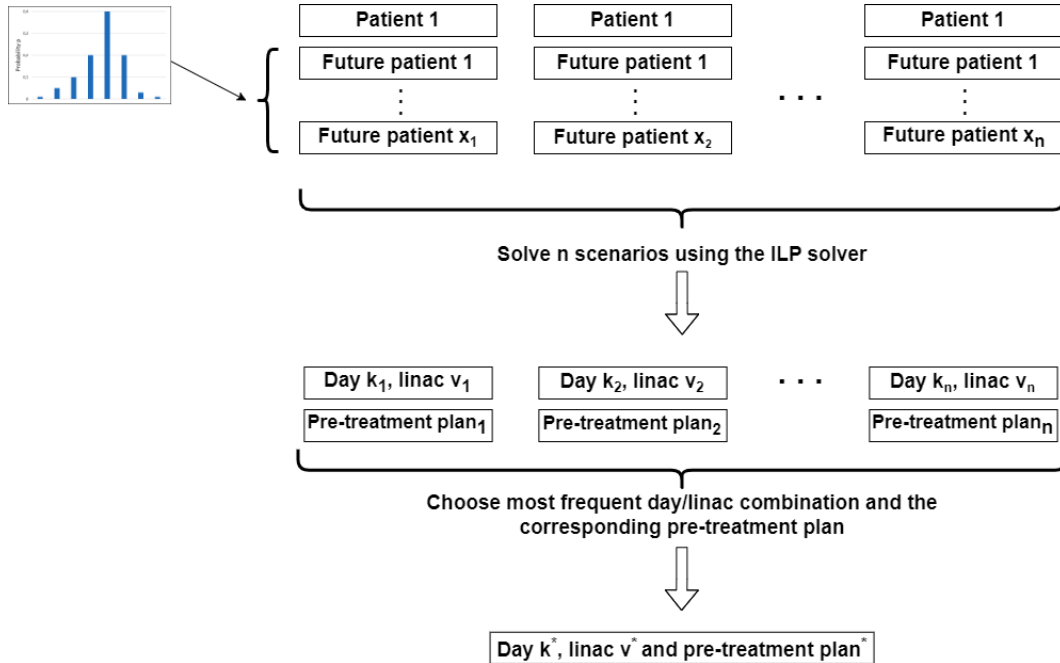 Patient 1 Patient 1 Patient 1
Probability p
Future patient 1 Future patient 1 Future patient 1
. . .
Future patient x₁ Future patient x₂ Future patient xₙ
Solve n scenarios using the ILP solver
Day k₁, linac v₁ Day k₂, linac v₂ . . . Day kₙ, linac vₙ
Pre-treatment plan₁ Pre-treatment plan₂ Pre-treatment planₙ
Choose most frequent day/linac combination and the
corresponding pre-treatment plan
Day k*, linac v* and pre-treatment plan*